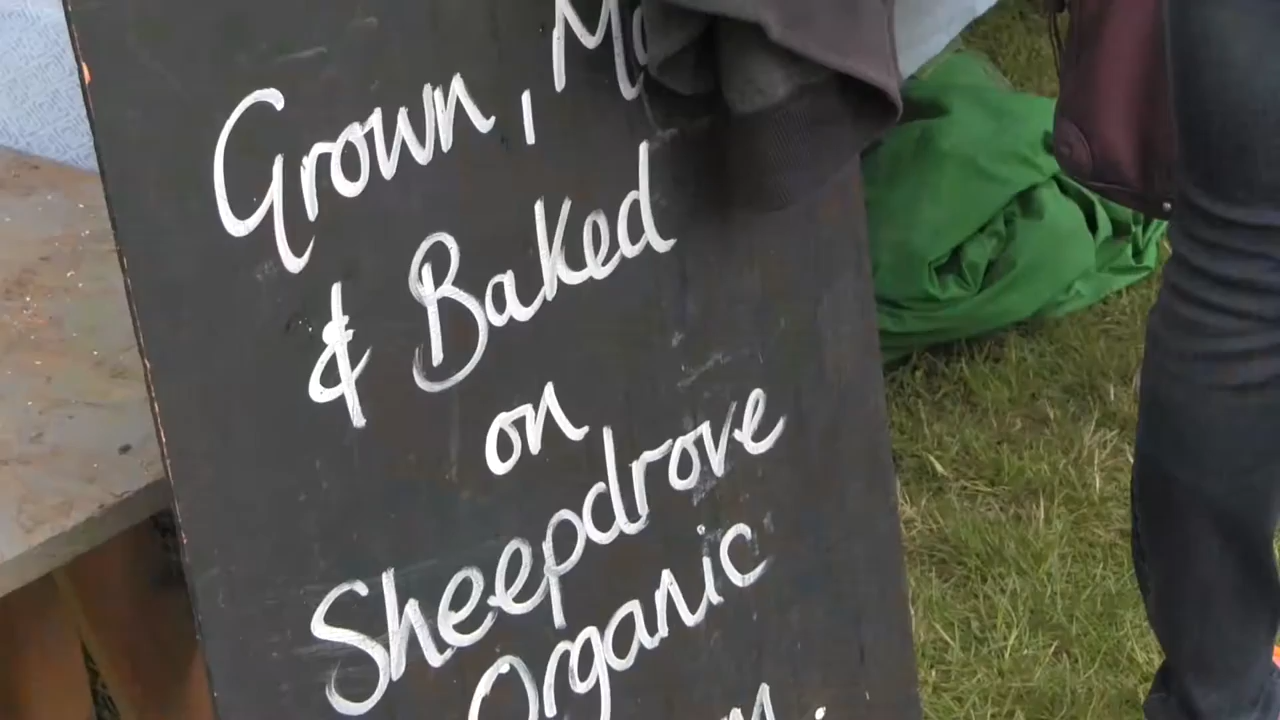 Grown,
& Baked
on
Sheepdrove
Organic